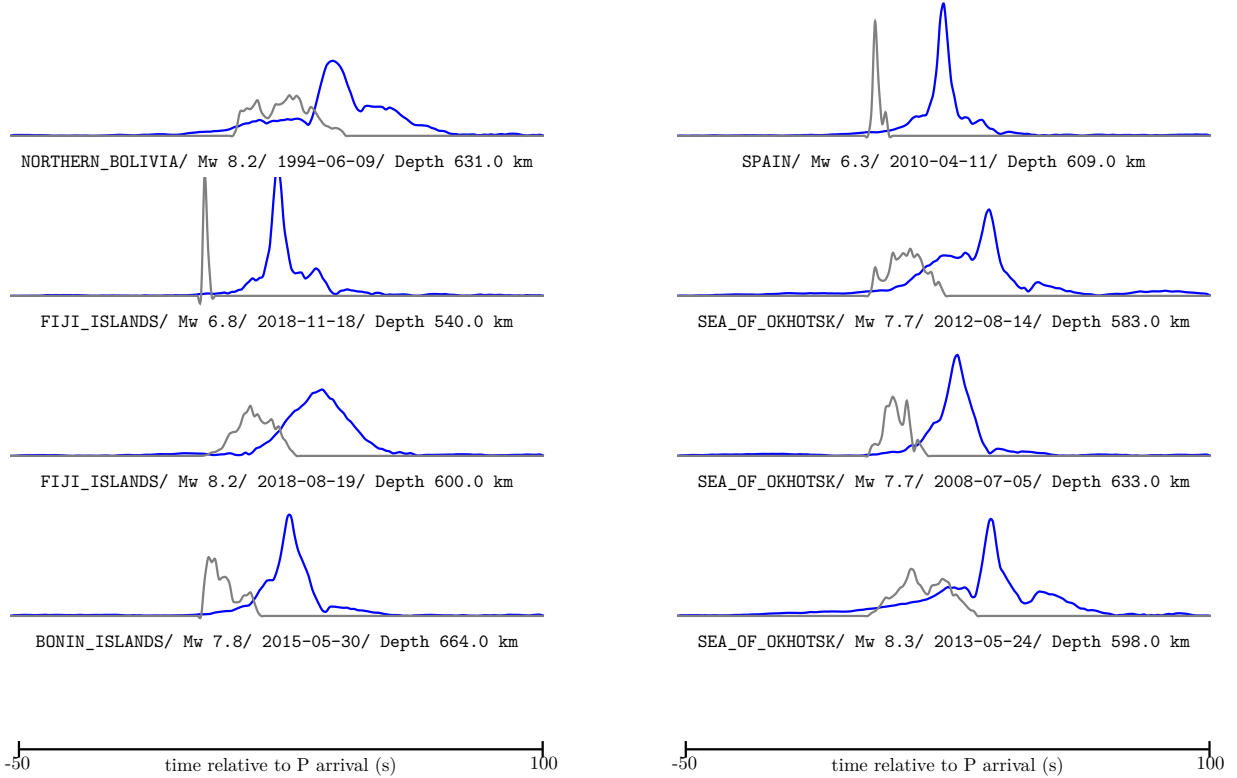 NORTHERN_BOLIVIA/ Mw 8.2/ 1994-06-09/ Depth 631.0 km
SPAIN/ Mw 6.3/ 2010-04-11/ Depth 609.0 km
FIJI_ISLANDS/ Mw 6.8/ 2018-11-18/ Depth 540.0 km
SEA_OF_OKHOTSK/ Mw 7.7/ 2012-08-14/ Depth 583.0 km
FIJI_ISLANDS/ Mw 8.2/ 2018-08-19/ Depth 600.0 km
SEA_OF_OKHOTSK/ Mw 7.7/ 2008-07-05/ Depth 633.0 km
BONIN_ISLANDS/ Mw 7.8/ 2015-05-30/ Depth 664.0 km
SEA_OF_OKHOTSK/ Mw 8.3/ 2013-05-24/ Depth 598.0 km
-50 time relative to P arrival (s) 100
-50 time relative to P arrival (s) 100